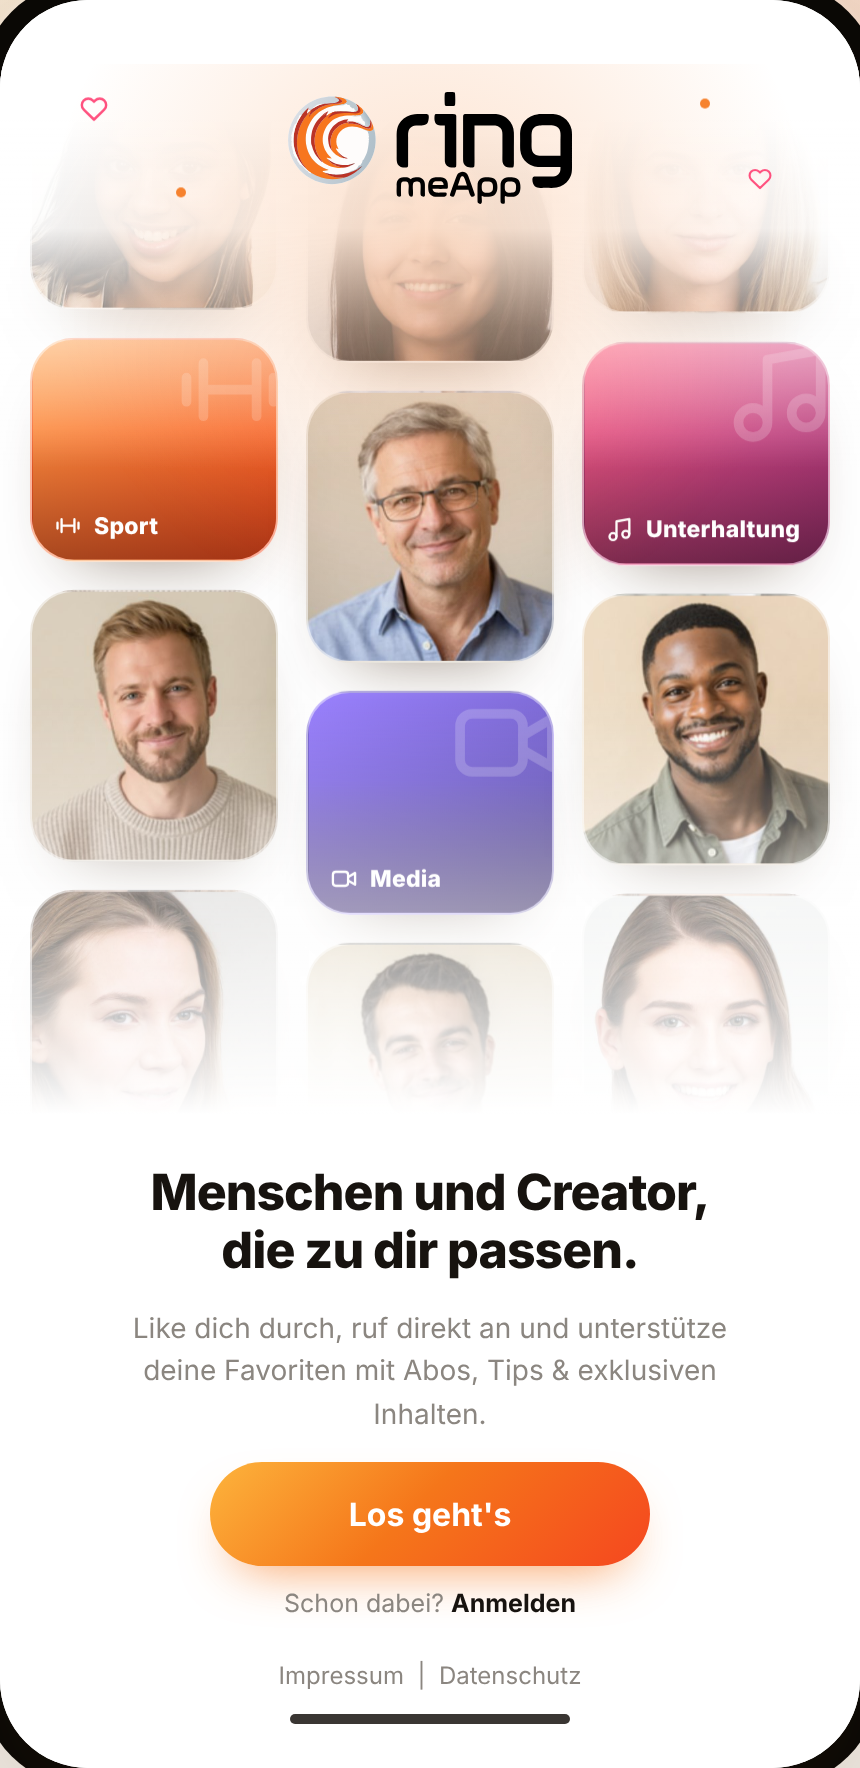 ring
meApp
Sport
Unterhaltung
Media
Menschen und Creator,
die zu dir passen.
Like dich durch, ruf direkt an und unterstütze
deine Favoriten mit Abos, Tips & exklusiven
Inhalten.
Los geht's
Schon dabei? Anmelden
Impressum | Datenschutz